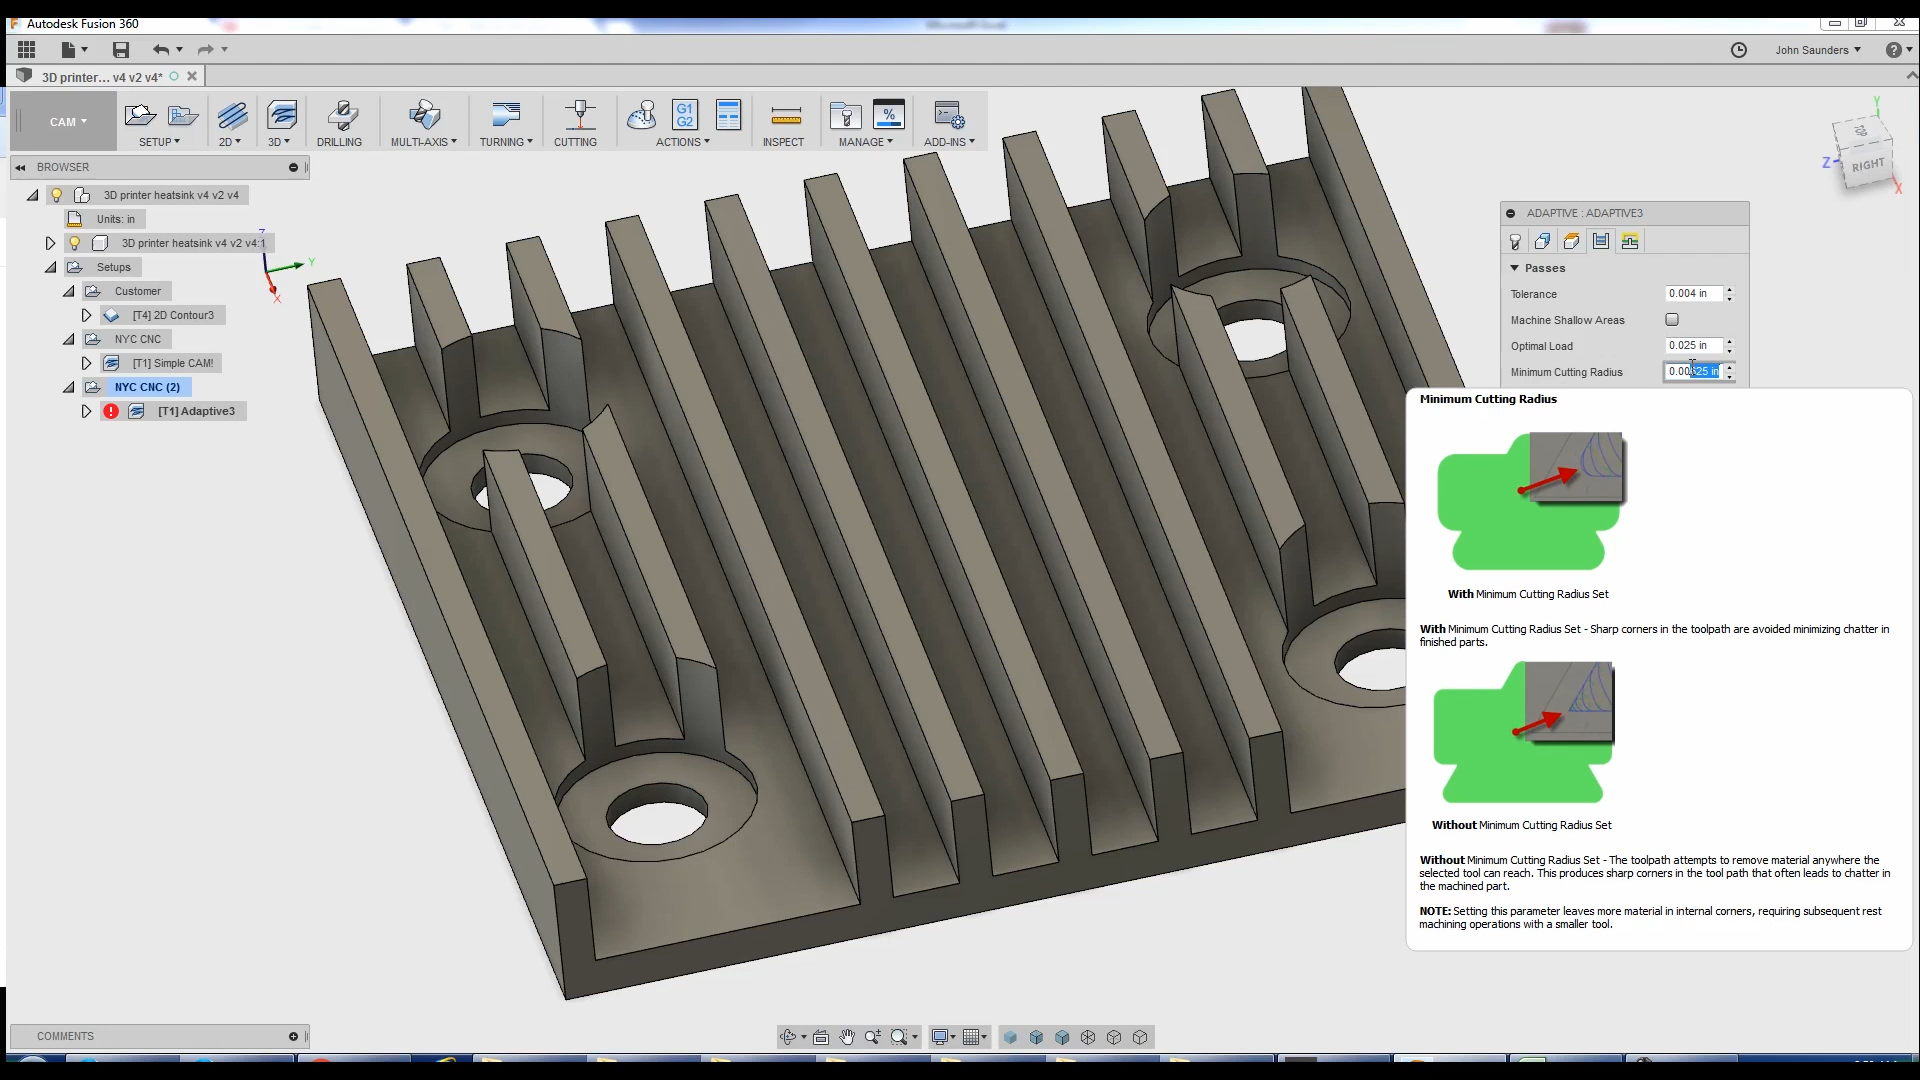 Autodesk Fusion 360
John Saunders
3D printer... v4 v2 v4*
CAM
G1
G2
%
SETUP
2D
3D
DRILLING
MULTI-AXIS
TURNING
CUTTING
ACTIONS
INSPECT
MANAGE
ADD-INS
BROWSER
3D printer heatsink v4 v2 v4
Units: in
3D printer heatsink v4 v2 v4:1
Setups
Customer
[T4] 2D Contour3
NYC CNC
[T1] Simple CAM!
NYC CNC (2)
[T1] Adaptive3
Z
Y
X
Y
Z
X
RIGHT
ADAPTIVE : ADAPTIVE3
Passes
Tolerance 0.004 in
Machine Shallow Areas
Optimal Load 0.025 in
Minimum Cutting Radius
Minimum Cutting Radius
With Minimum Cutting Radius Set
With Minimum Cutting Radius Set - Sharp corners in the toolpath are avoided minimizing chatter in
finished parts.
Without Minimum Cutting Radius Set
Without Minimum Cutting Radius Set - The toolpath attempts to remove material anywhere the
selected tool can reach. This produces sharp corners in the tool path that often leads to chatter in
the machined part.
NOTE: Setting this parameter leaves more material in internal corners, requiring subsequent rest
machining operations with a smaller tool.
COMMENTS